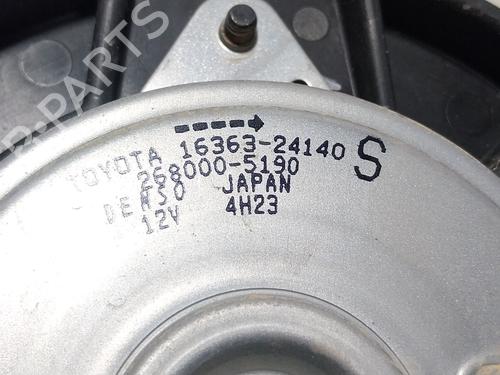 TOYOTA 16363-24140 S
268000-5190
DENSO JAPAN
12V 4H23
B-PARTS